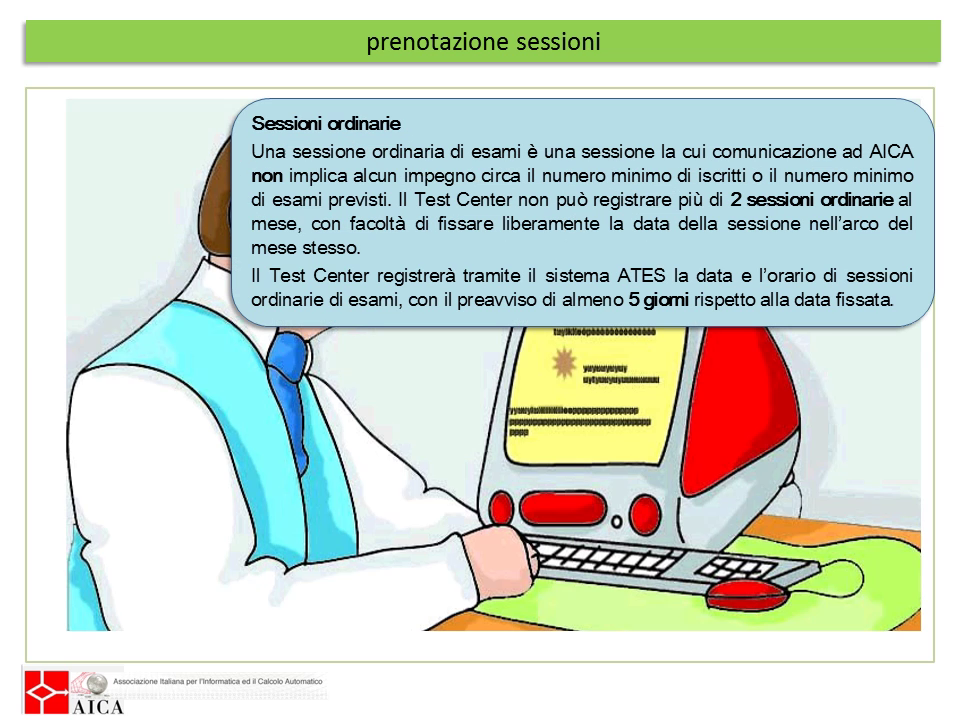 prenotazione sessioni
Sessioni ordinarie
Una sessione ordinaria di esami è una sessione la cui comunicazione ad AICA
non implica alcun impegno circa il numero minimo di iscritti o il numero minimo
di esami previsti. Il Test Center non può registrare più di 2 sessioni ordinarie al
mese, con facoltà di fissare liberamente la data della sessione nell’arco del
mese stesso.
Il Test Center registrerà tramite il sistema ATES la data e l’orario di sessioni
ordinarie di esami, con il preavviso di almeno 5 giorni rispetto alla data fissata.
Associazione Italiana per l'Informatica ed il Calcolo Automatico
AICA